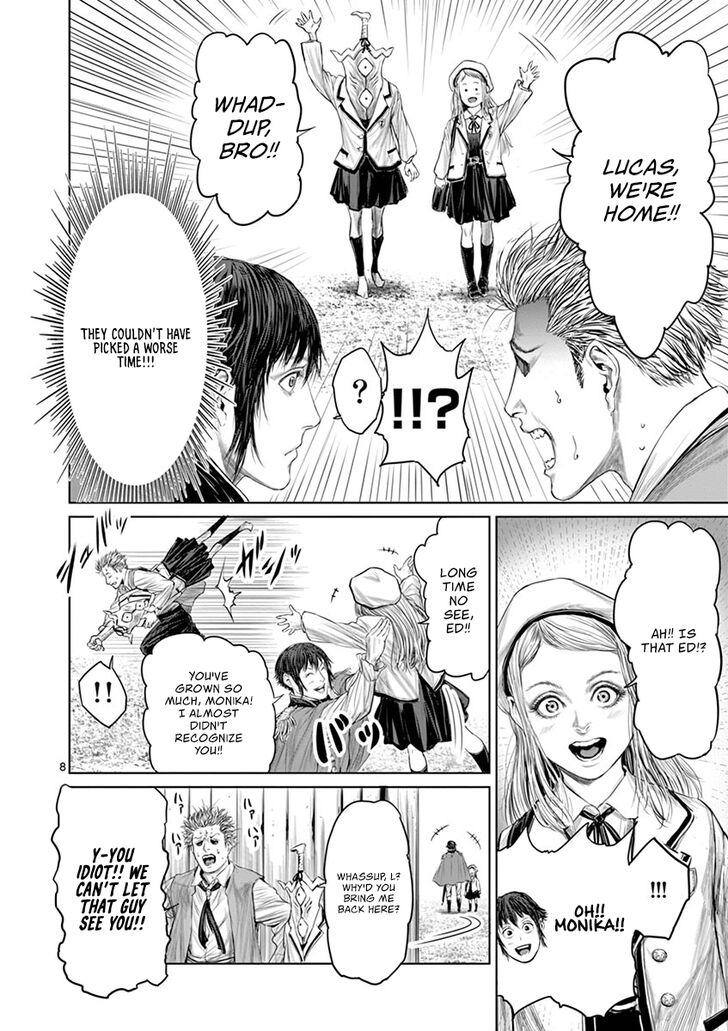 WHAD-
DUP,
BRO!!
LUCAS,
WE'RE
HOME!!
THEY COULDN'T HAVE
PICKED A WORSE
TIME!!!
?
!!?
AH!! IS
THAT ED!?
!!!
OH!!
MONIKA!!
LONG
TIME
NO
SEE,
ED!!
YOU'VE
GROWN SO
MUCH, MONIKA!
I ALMOST
DIDN'T
RECOGNIZE
YOU!!
!!
ガバッ
8
WHASSUP, L?
WHY'D YOU
BRING ME
BACK HERE?
Y-YOU
IDIOT!! WE
CAN'T LET
THAT GUY
SEE YOU!!